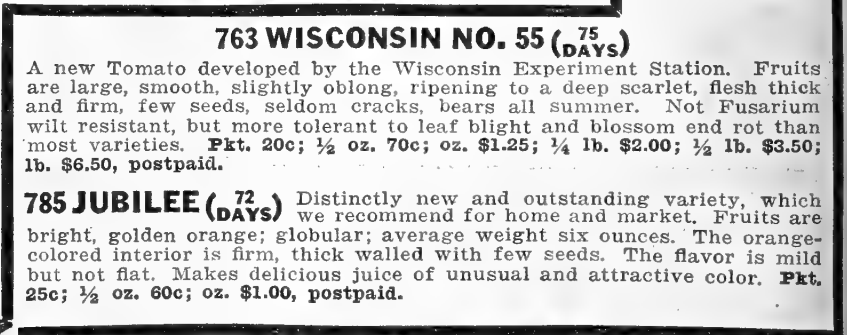 763 WISCONSIN NO. 55 (75 DAYS)
A new Tomato developed by the Wisconsin Experiment Station. Fruits
are large, smooth, slightly oblong, ripening to a deep scarlet, flesh thick
and firm, few seeds, seldom cracks, bears all summer. Not Fusarium
wilt resistant, but more tolerant to leaf blight and blossom end rot than
most varieties. Pkt. 20c; ½ oz. 70c; oz. $1.25; ¼ lb. $2.00; ½ lb. $3.50;
lb. $6.50, postpaid.
785 JUBILEE (72 DAYS) Distinctly new and outstanding variety, which
we recommend for home and market. Fruits are
bright, golden orange; globular; average weight six ounces. The orange-
colored interior is firm, thick walled with few seeds. The flavor is mild
but not flat. Makes delicious juice of unusual and attractive color. Pkt.
25c; ½ oz. 60c; oz. $1.00, postpaid.